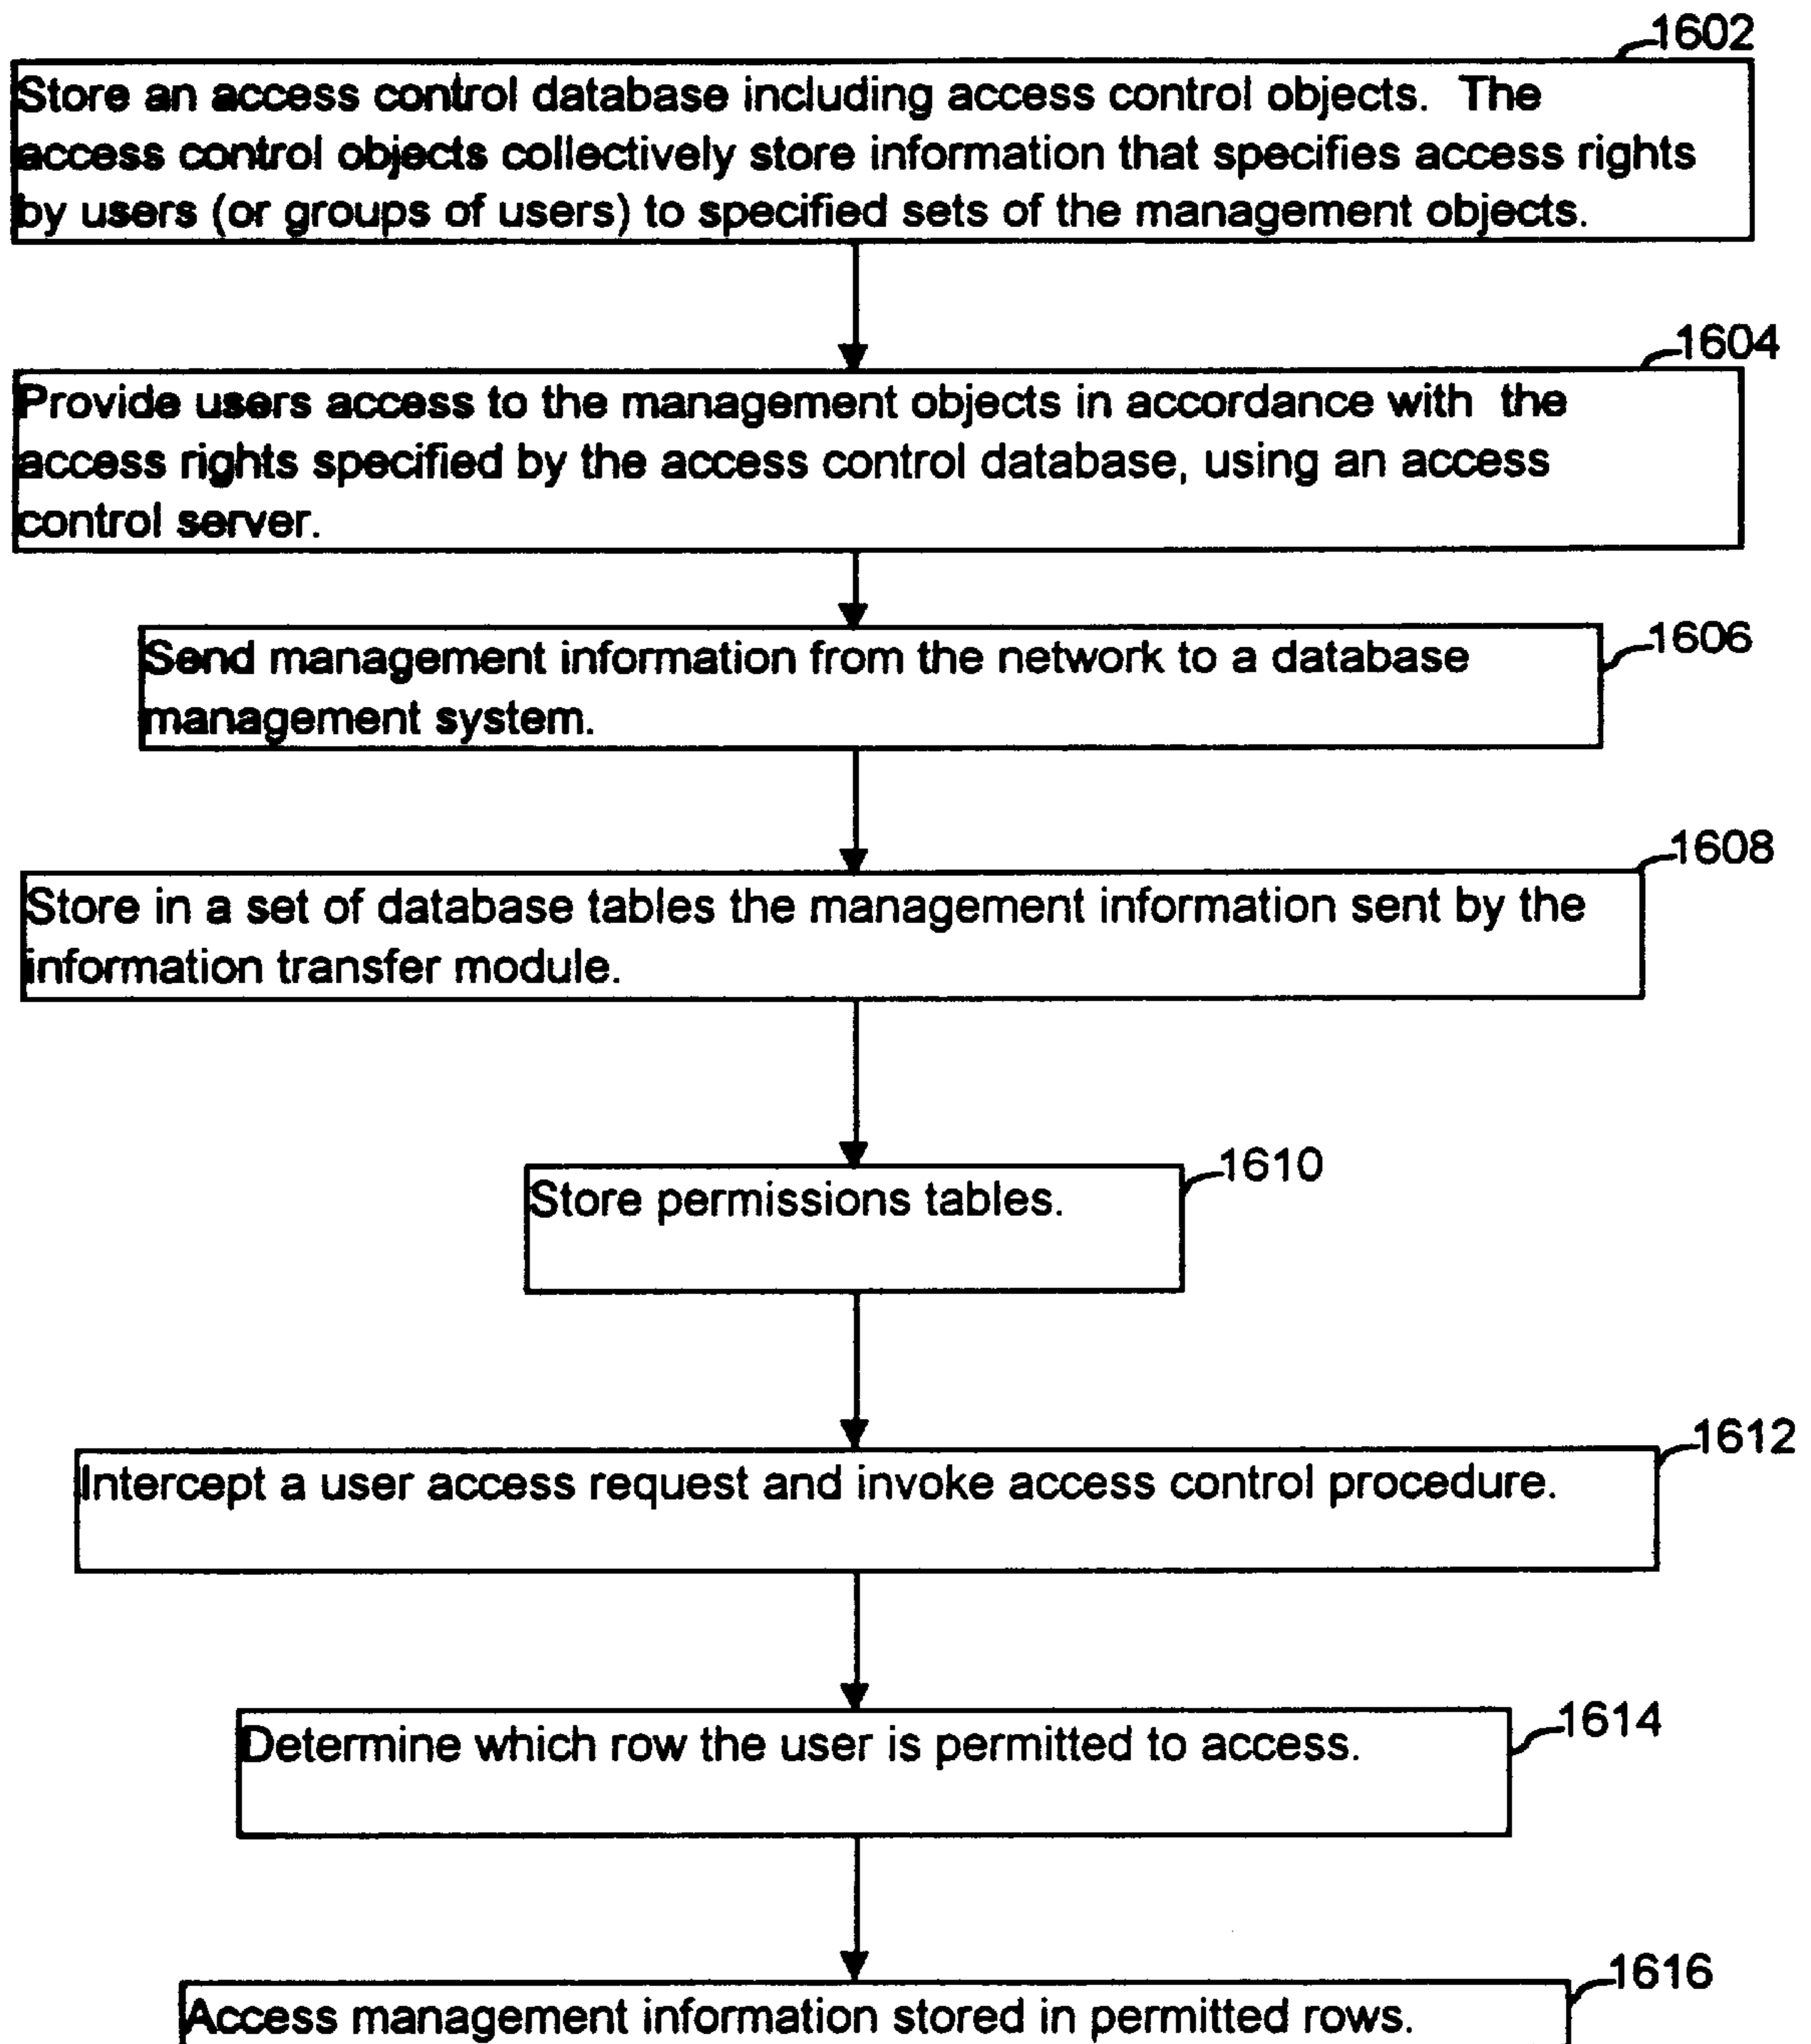 1602
Store an access control database including access control objects. The
access control objects collectively store information that specifies access rights
by users (or groups of users) to specified sets of the management objects.
1604
Provide users access to the management objects in accordance with the
access rights specified by the access control database, using an access
control server.
1606
Send management information from the network to a database
management system.
1608
Store in a set of database tables the management information sent by the
information transfer module.
1610
Store permissions tables.
1612
Intercept a user access request and invoke access control procedure.
1614
Determine which row the user is permitted to access.
1616
Access management information stored in permitted rows.